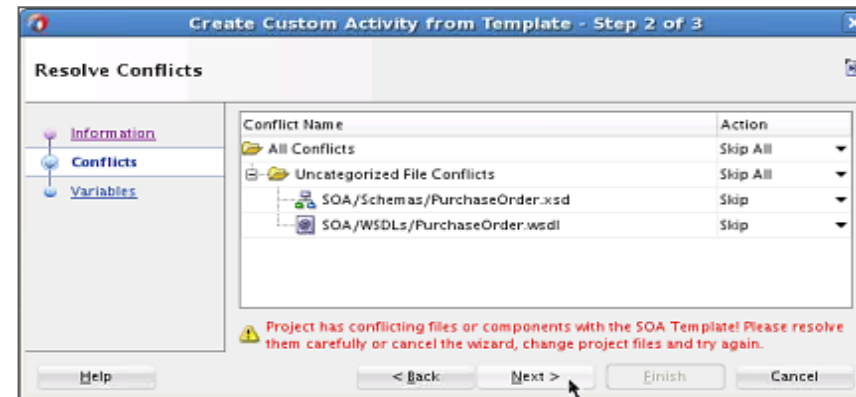 Create Custom Activity from Template - Step 2 of 3
Resolve Conflicts
Information
Conflicts
Variables
Conflict Name Action
All Conflicts Skip All
Uncategorized File Conflicts Skip All
SOA/Schemas/PurchaseOrder.xsd Skip
SOA/WSDLs/PurchaseOrder.wsdl Skip
Project has conflicting files or components with the SOA Template! Please resolve
them carefully or cancel the wizard, change project files and try again.
Help < Back Next > Finish Cancel